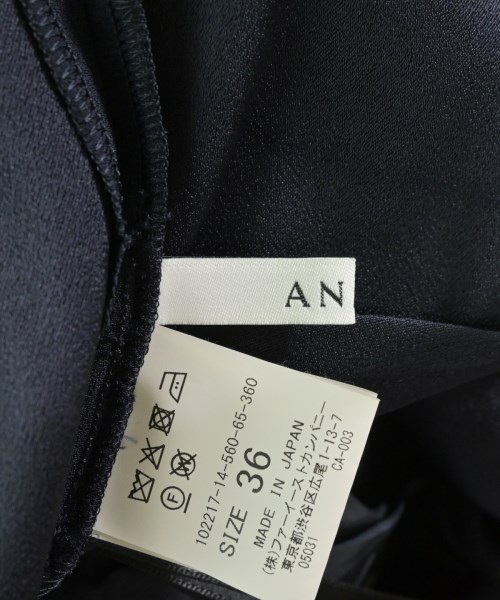 AN
102217-14-560-65-360
SIZE 36
MADE IN JAPAN
(株)ファーイーストカンパニー
東京都渋谷区広尾1-13-7
05031 CA-003